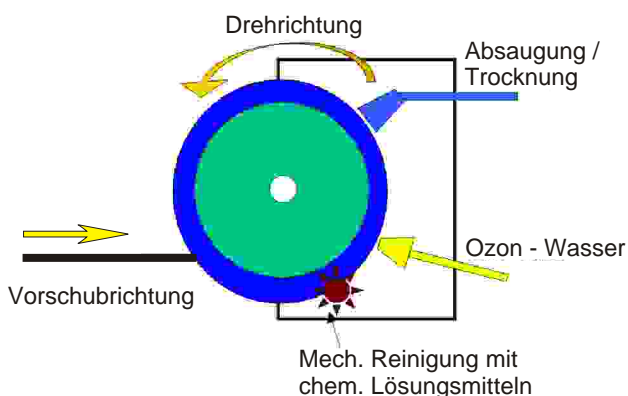 Drehrichtung
Absaugung /
Trocknung
Ozon - Wasser
Vorschubrichtung
Mech. Reinigung mit
chem. Lösungsmitteln